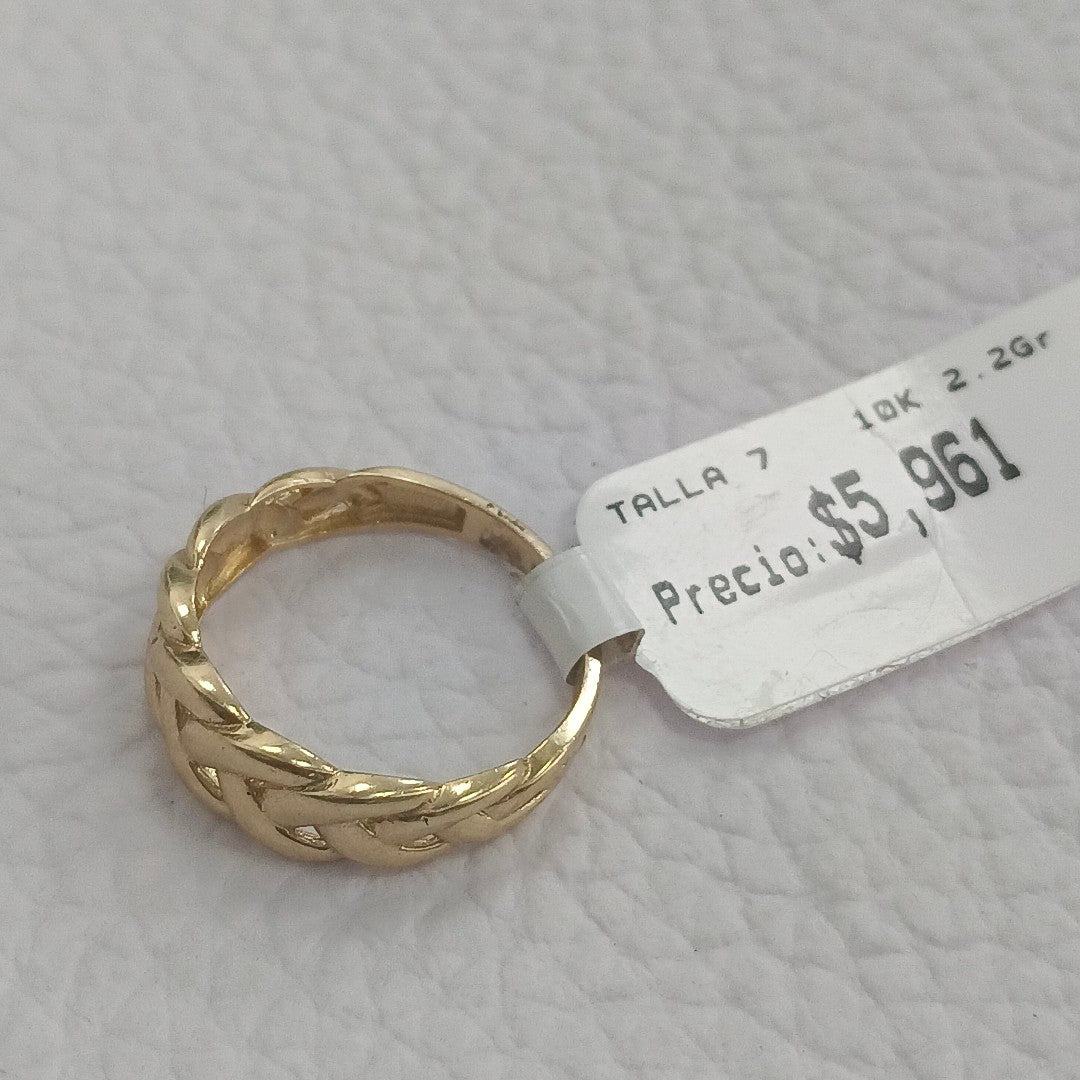 TALLA 7 10K 2.2Gr
Precio:$5,961